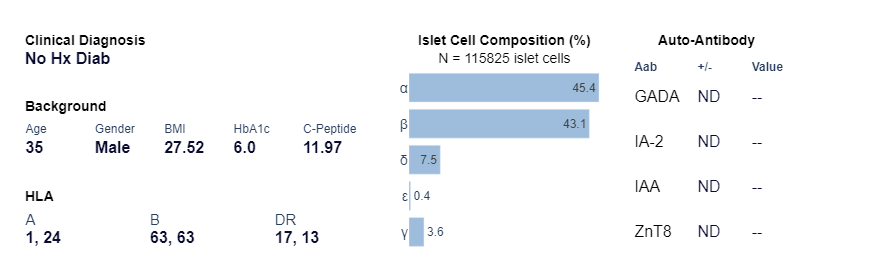 Clinical Diagnosis
No Hx Diab
Background
Age Gender BMI HbA1c C-Peptide
35 Male 27.52 6.0 11.97
HLA
A B DR
1, 24 63, 63 17, 13
Islet Cell Composition (%)
N = 115825 islet cells
α 45.4
β 43.1
δ 7.5
ε 0.4
γ 3.6
Auto-Antibody
Aab +/- Value
GADA ND --
IA-2 ND --
IAA ND --
ZnT8 ND --